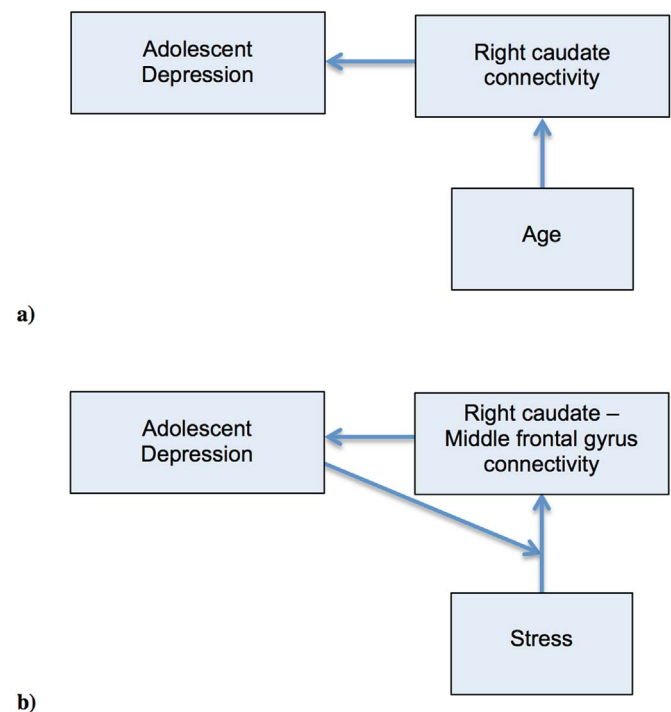 Adolescent
Depression
Right caudate
connectivity
Age
a)
Adolescent
Depression
Right caudate –
Middle frontal gyrus
connectivity
Stress
b)